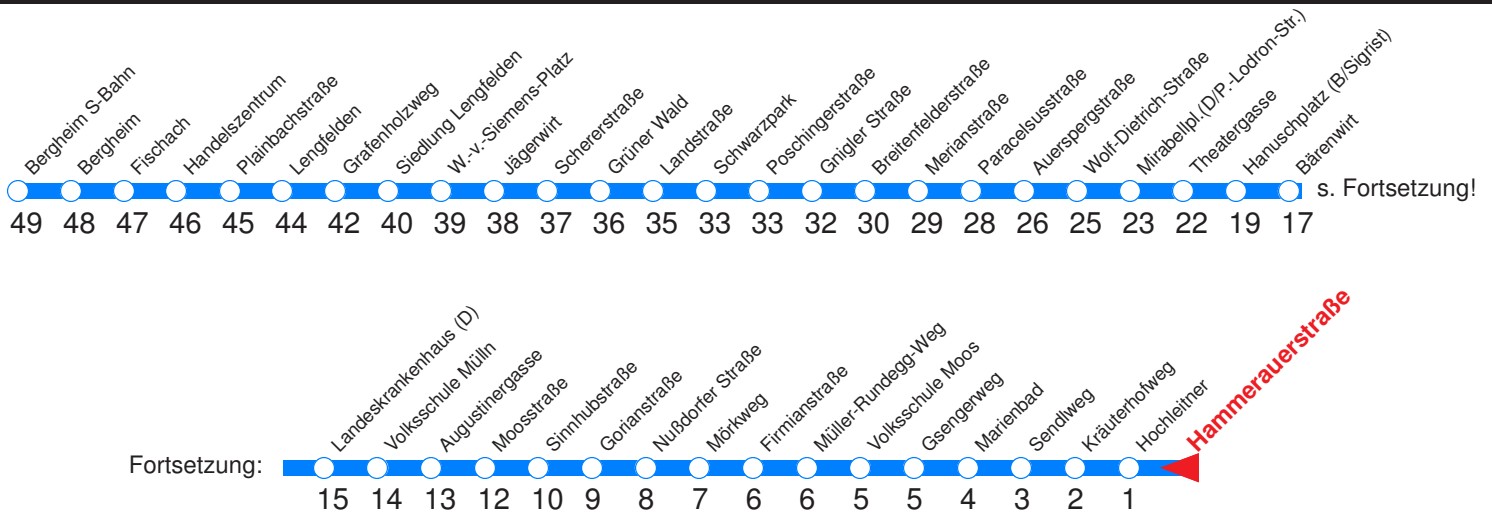 Bergheim S-Bahn
Bergheim
Fischach
Handelszentrum
Plainbachstraße
Lengfelden
Grafenholzweg
Siedlung Lengfelden
W.-v.-Siemens-Platz
Jägerwirt
Schererstraße
Grüner Wald
Landstraße
Schwarzpark
Poschingerstraße
Gnigler Straße
Breitenfelderstraße
Merianstraße
Paracelsusstraße
Auerspergstraße
Wolf-Dietrich-Straße
Mirabellpl.(D/P.-Lodron-Str.)
Theatergasse
Hanuschplatz (B/Sigrist)
Bärenwirt
s. Fortsetzung!
49 48 47 46 45 44 42 40 39 38 37 36 35 33 33 32 30 29 28 26 25 23 22 19 17
Fortsetzung:
Landeskrankenhaus (D)
Volksschule Mülln
Augustinergasse
Moosstraße
Sinnhubstraße
Gorianstraße
Nußdorfer Straße
Mörkweg
Firmianstraße
Müller-Rundegg-Weg
Volksschule Moos
Gsengerweg
Marienbad
Sendlweg
Kräuterhofweg
Hochleitner
Hammerauerstraße
15 14 13 12 10 9 8 7 6 6 5 5 4 3 2 1